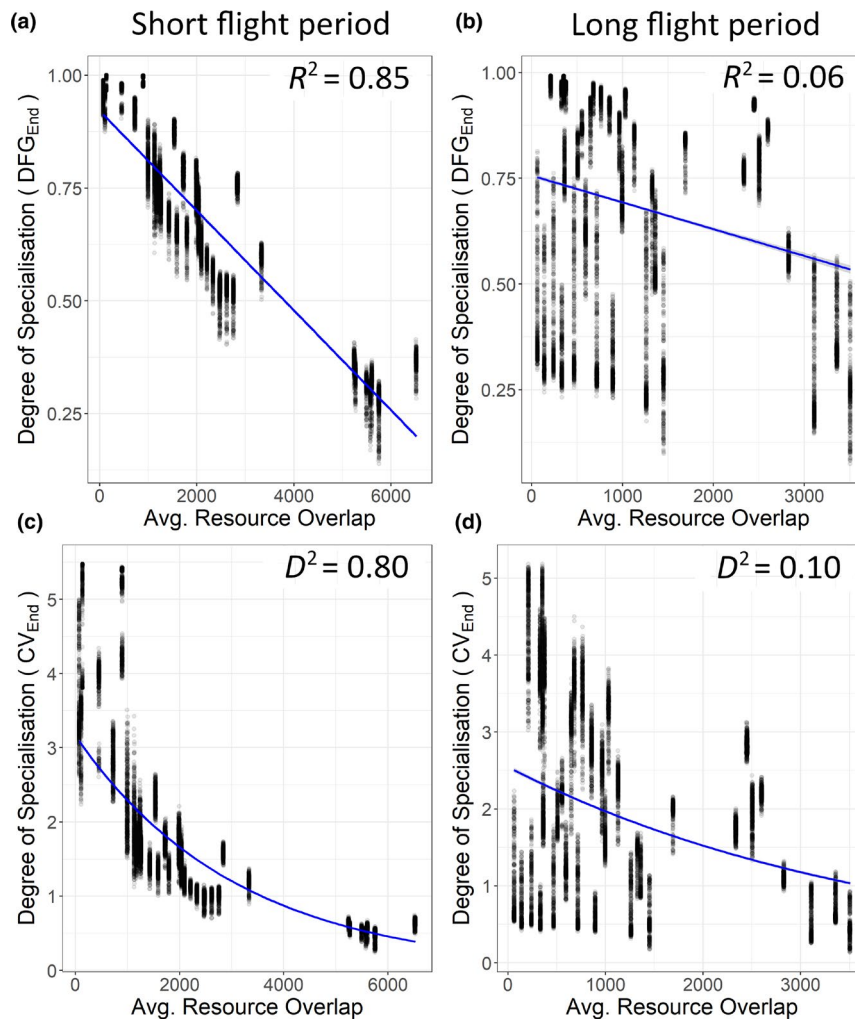 (a) Short flight period (b) Long flight period
R² = 0.85
R² = 0.06
Degree of Specialisation ( DFG_End )
1.00
0.75
0.50
0.25
0 2000 4000 6000
Avg. Resource Overlap
Degree of Specialisation ( DFG_End )
1.00
0.75
0.50
0.25
0 1000 2000 3000
Avg. Resource Overlap
(c)
D² = 0.80
Degree of Specialisation ( CV_End )
5
4
3
2
1
0
0 2000 4000 6000
Avg. Resource Overlap
(d)
D² = 0.10
Degree of Specialisation ( CV_End )
5
4
3
2
1
0
0 1000 2000 3000
Avg. Resource Overlap